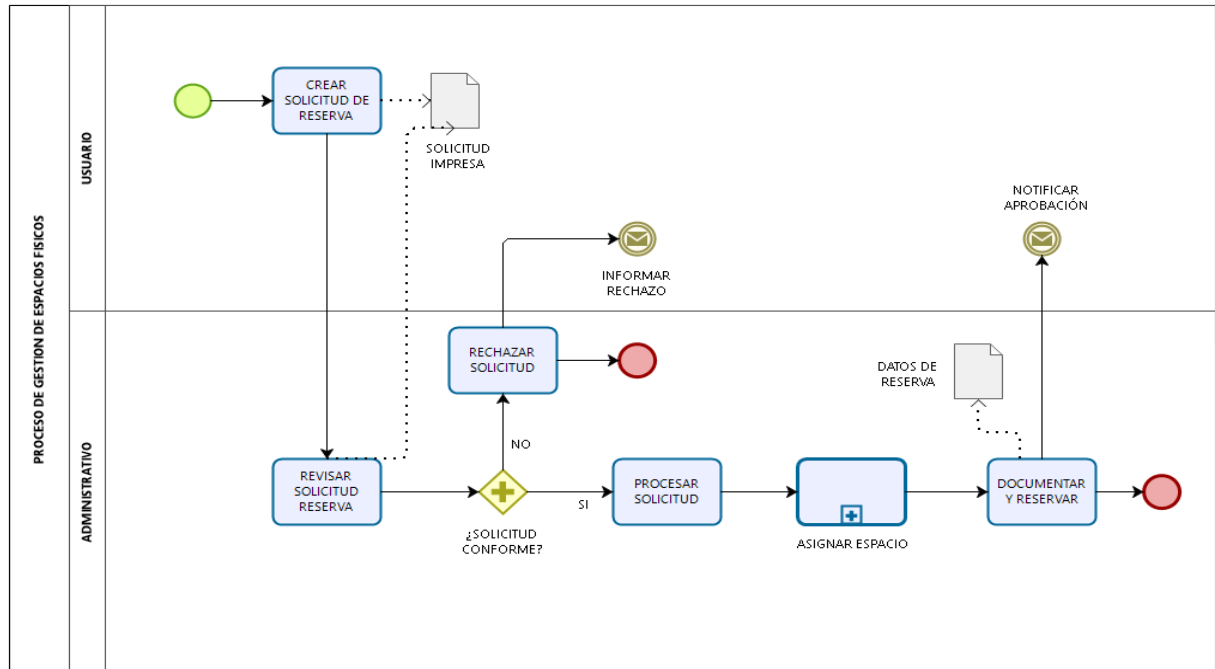 PROCESO DE GESTION DE ESPACIOS FISICOS
USUARIO
CREAR
SOLICITUD DE
RESERVA
SOLICITUD
IMPRESA
NOTIFICAR
APROBACIÓN
INFORMAR
RECHAZO
ADMINISTRATIVO
RECHAZAR
SOLICITUD
DATOS DE
RESERVA
NO
REVISAR
SOLICITUD
RESERVA
¿SOLICITUD
CONFORME?
SI
PROCESAR
SOLICITUD
ASIGNAR ESPACIO
DOCUMENTAR
Y RESERVAR